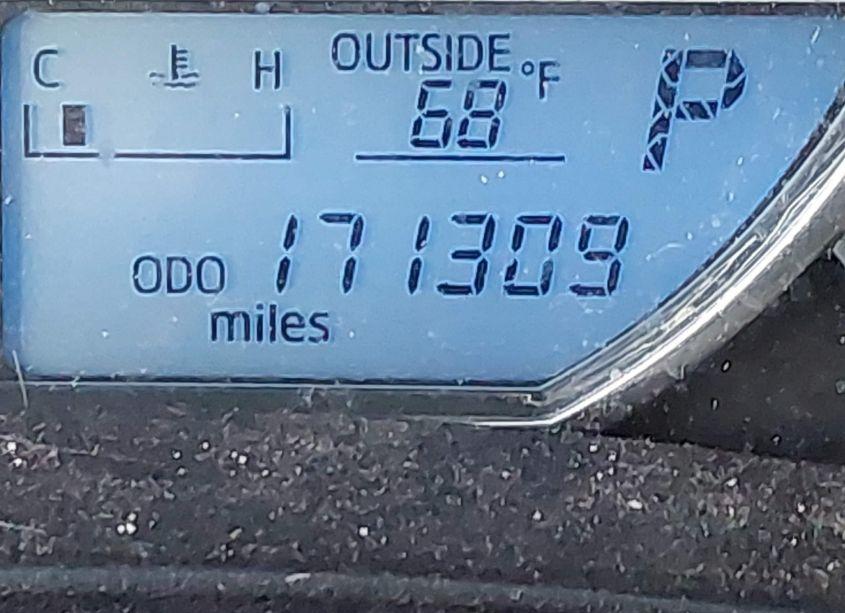 C H OUTSIDE °F P
68
ODO 171309
miles